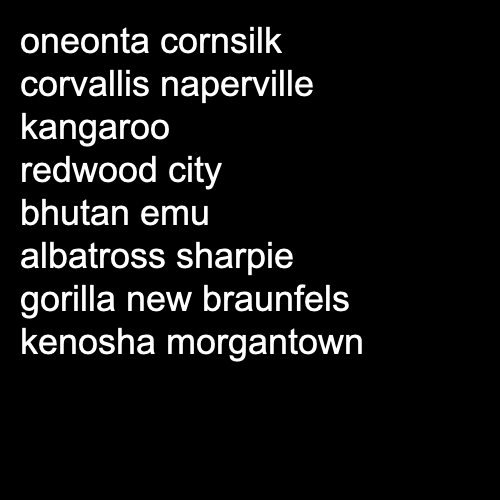 oneonta cornsilk
corvallis naperville
kangaroo
redwood city
bhutan emu
albatross sharpie
gorilla new braunfels
kenosha morgantown